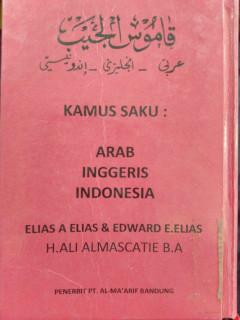 قاموس الجيب
عربي - انجليزي - إندونيسي
KAMUS SAKU :
ARAB
INGGERIS
INDONESIA
ELIAS A ELIAS & EDWARD E.ELIAS
H.ALI ALMASCATIE B.A
PENERBIT PT. AL-MA'ARIF BANDUNG